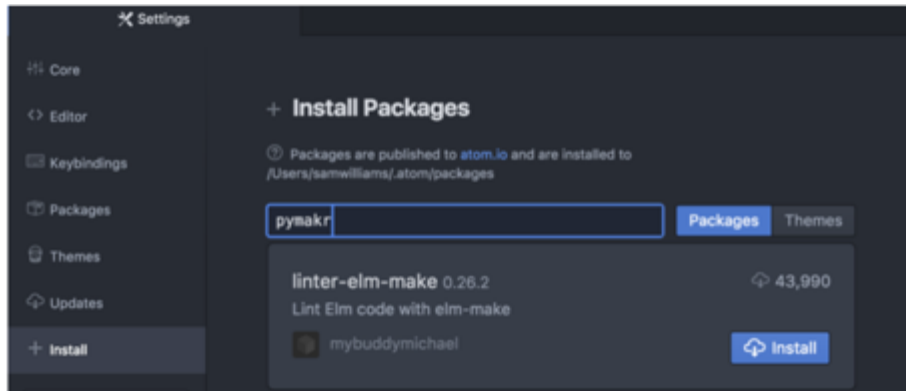 Settings
Core
Editor
Keybindings
Packages
Themes
Updates
Install
+ Install Packages
Packages are published to atom.io and are installed to
/Users/samwilliams/.atom/packages
pymakr
Packages Themes
linter-elm-make 0.26.2
43,990
Lint Elm code with elm-make
mybuddymichael
Install